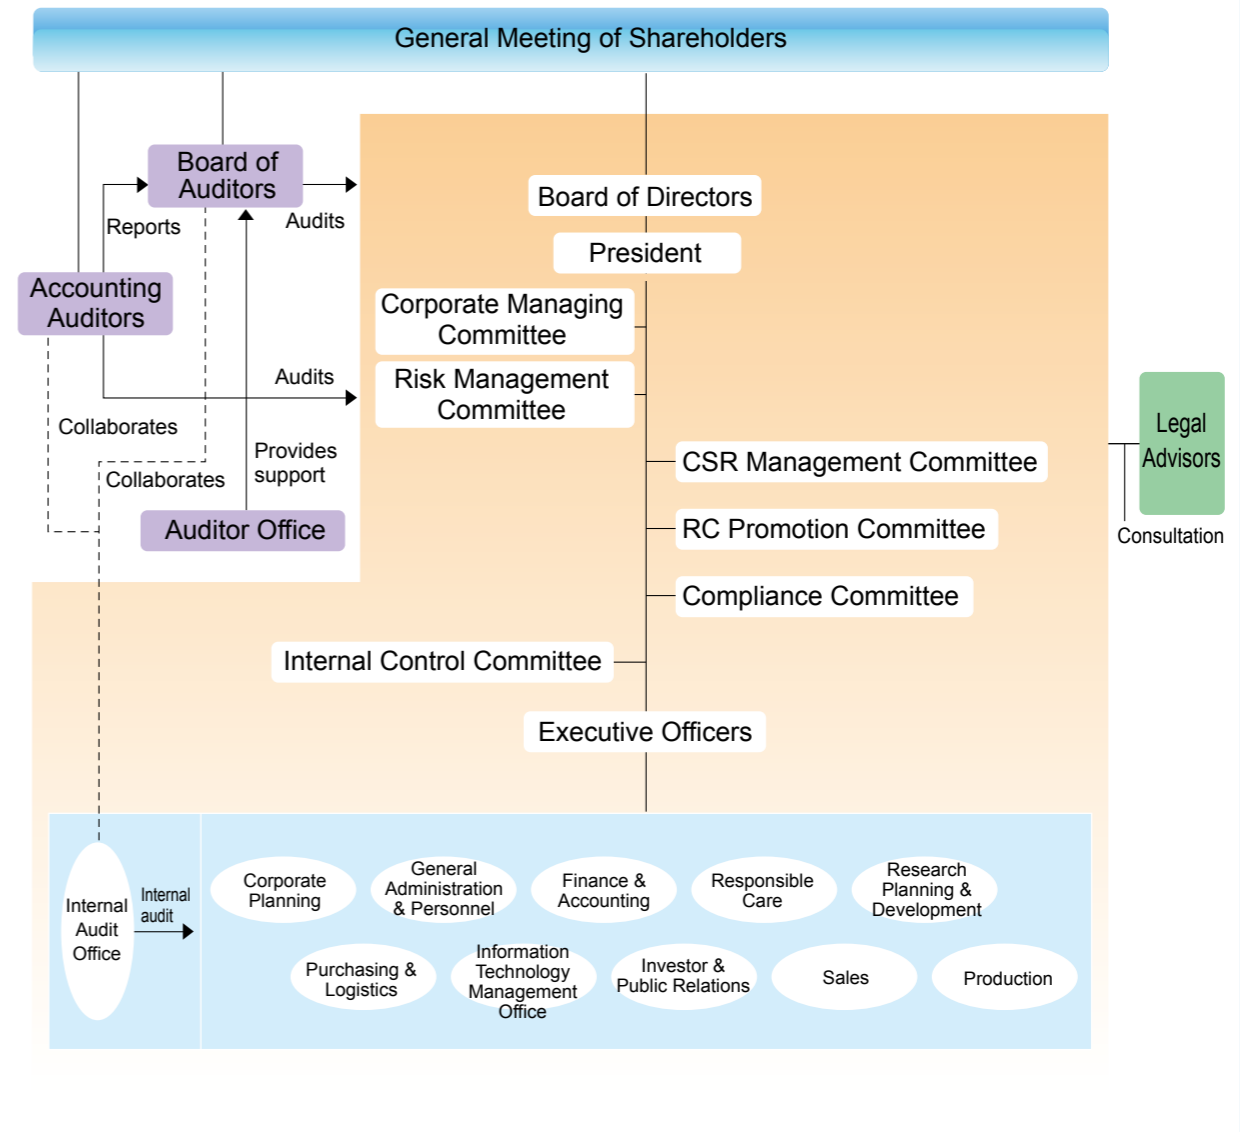 General Meeting of Shareholders
Board of
Auditors
Reports
Audits
Board of Directors
President
Accounting
Auditors
Corporate Managing
Committee
Risk Management
Committee
Audits
Collaborates
Collaborates
Provides
support
Auditor Office
CSR Management Committee
RC Promotion Committee
Compliance Committee
Legal
Advisors
Consultation
Internal Control Committee
Executive Officers
Internal
Audit
Office
Internal
audit
Corporate
Planning
General
Administration
& Personnel
Finance &
Accounting
Responsible
Care
Research
Planning &
Development
Purchasing &
Logistics
Information
Technology
Management
Office
Investor &
Public Relations
Sales
Production